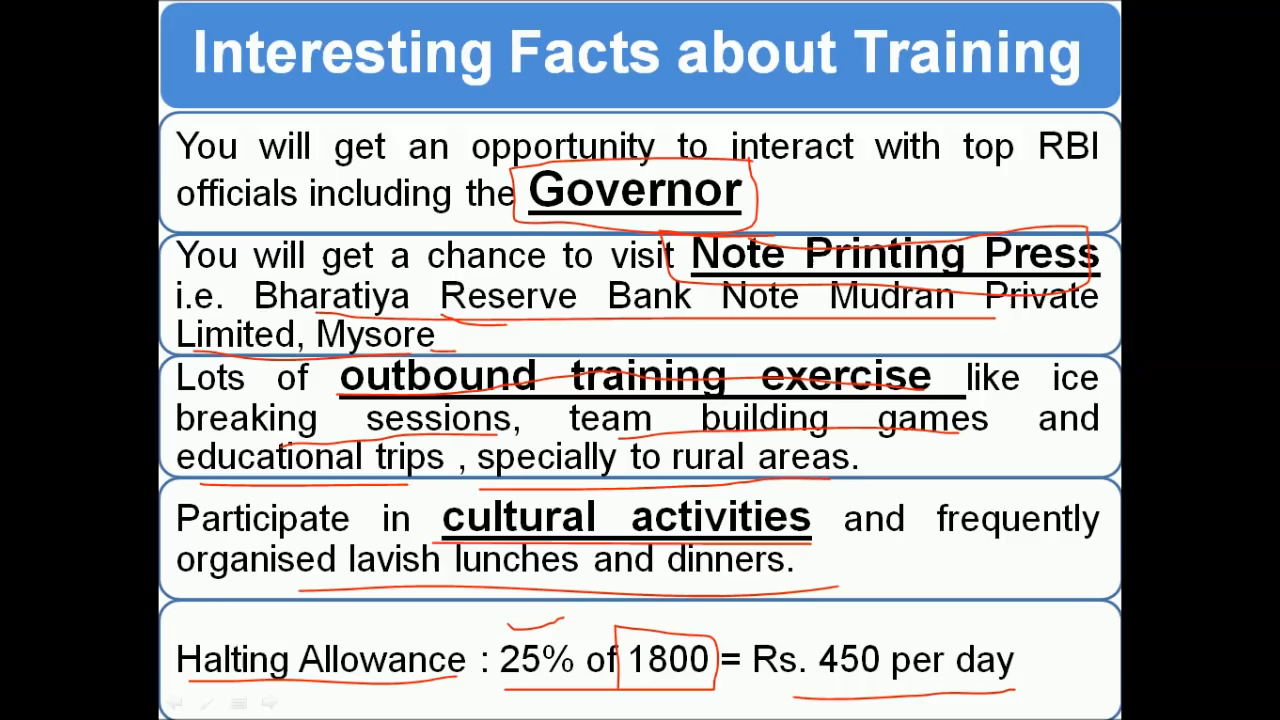 Interesting Facts about Training
You will get an opportunity to interact with top RBI
officials including the Governor
You will get a chance to visit Note Printing Press
i.e. Bharatiya Reserve Bank Note Mudran Private
Limited, Mysore
Lots of outbound training exercise like ice
breaking sessions, team building games and
educational trips , specially to rural areas.
Participate in cultural activities and frequently
organised lavish lunches and dinners.
Halting Allowance : 25% of 1800 = Rs. 450 per day